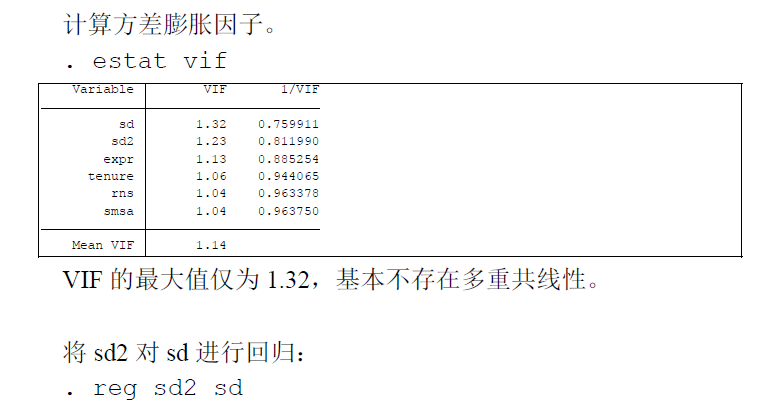 计算方差膨胀因子。
. estat vif
Variable VIF 1/VIF
sd 1.32 0.759911
sd2 1.23 0.811990
expr 1.13 0.885254
tenure 1.06 0.944065
rns 1.04 0.963378
smsa 1.04 0.963750
Mean VIF 1.14
VIF 的最大值仅为 1.32，基本不存在多重共线性。
将 sd2 对 sd 进行回归：
. reg sd2 sd